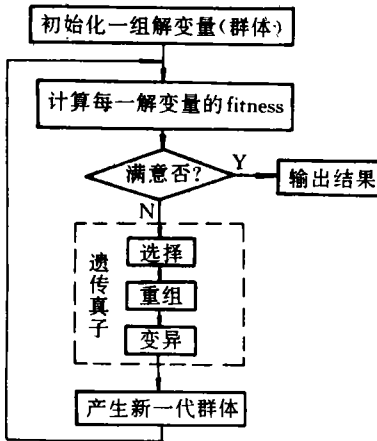 初始化一组解变量(群体)
计算每一解变量的fitness
满意否?
Y
输出结果
N
遗传真子
选择
重组
变异
产生新一代群体